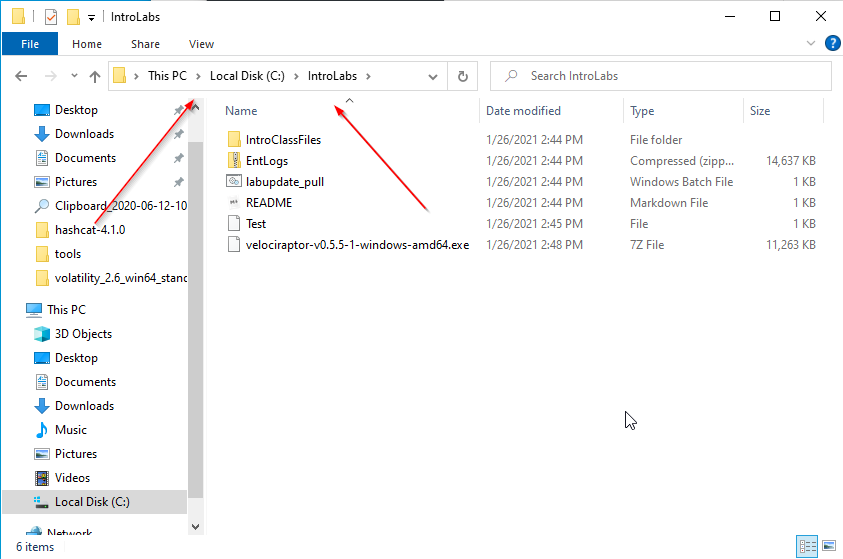 IntroLabs
File Home Share View
This PC Local Disk (C:) IntroLabs Search IntroLabs
Name Date modified Type Size
IntroClassFiles 1/26/2021 2:44 PM File folder
EntLogs 1/26/2021 2:44 PM Compressed (zipp... 14,637 KB
labupdate_pull 1/26/2021 2:44 PM Windows Batch File 1 KB
README 1/26/2021 2:44 PM Markdown File 1 KB
Test 1/26/2021 2:45 PM File 1 KB
velociraptor-v0.5.5-1-windows-amd64.exe 1/26/2021 2:48 PM 7Z File 11,263 KB
Desktop
Downloads
Documents
Pictures
Clipboard_2020-06-12-10
hashcat-4.1.0
tools
volatility_2.6_win64_stand
This PC
3D Objects
Desktop
Documents
Downloads
Music
Pictures
Videos
Local Disk (C:)
Network
6 items